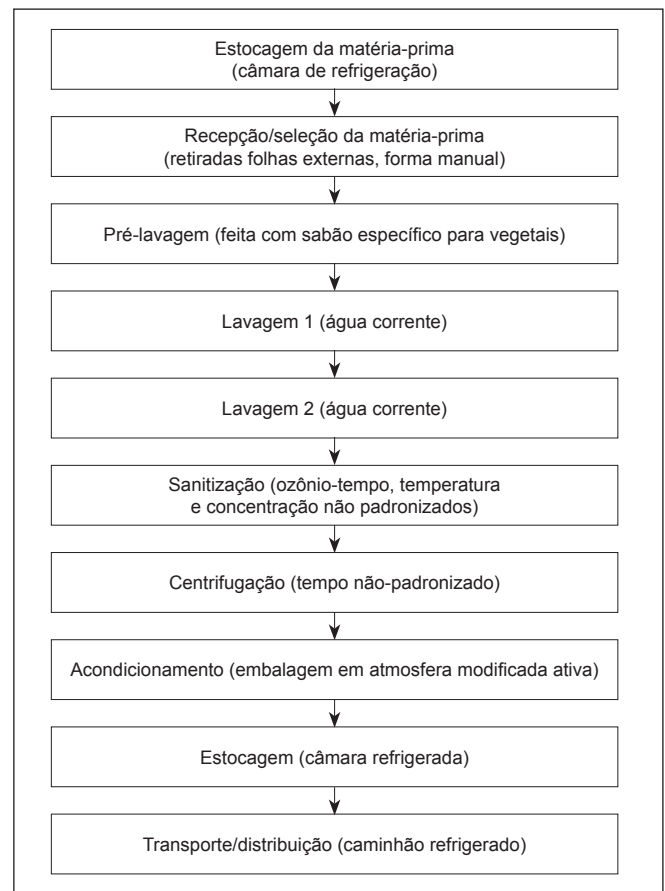 Estocagem da matéria-prima
(câmara de refrigeração)
Recepção/seleção da matéria-prima
(retiradas folhas externas, forma manual)
Pré-lavagem (feita com sabão específico para vegetais)
Lavagem 1 (água corrente)
Lavagem 2 (água corrente)
Sanitização (ozônio-tempo, temperatura
e concentração não padronizados)
Centrifugação (tempo não-padronizado)
Acondicionamento (embalagem em atmosfera modificada ativa)
Estocagem (câmara refrigerada)
Transporte/distribuição (caminhão refrigerado)